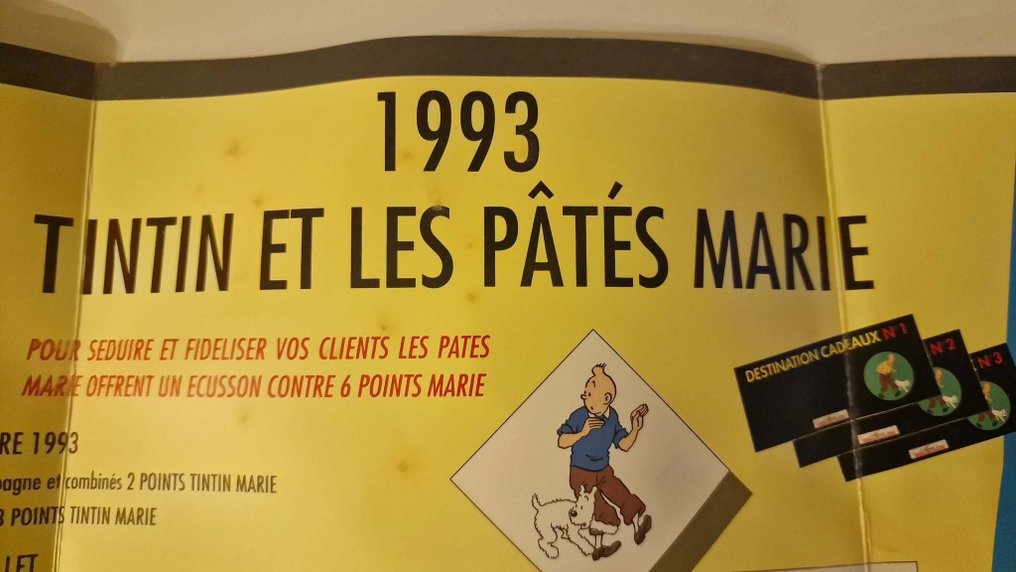 1993
TINTIN ET LES PÂTÉS MARIE
POUR SEDUIRE ET FIDELISER VOS CLIENTS LES PATES
MARIE OFFRENT UN ECUSSON CONTRE 6 POINTS MARIE
DESTINATION CADEAUX N°1
N°2
N°3
RE 1993
pagne et combinés 2 POINTS TINTIN MARIE
3 POINTS TINTIN MARIE
LLET